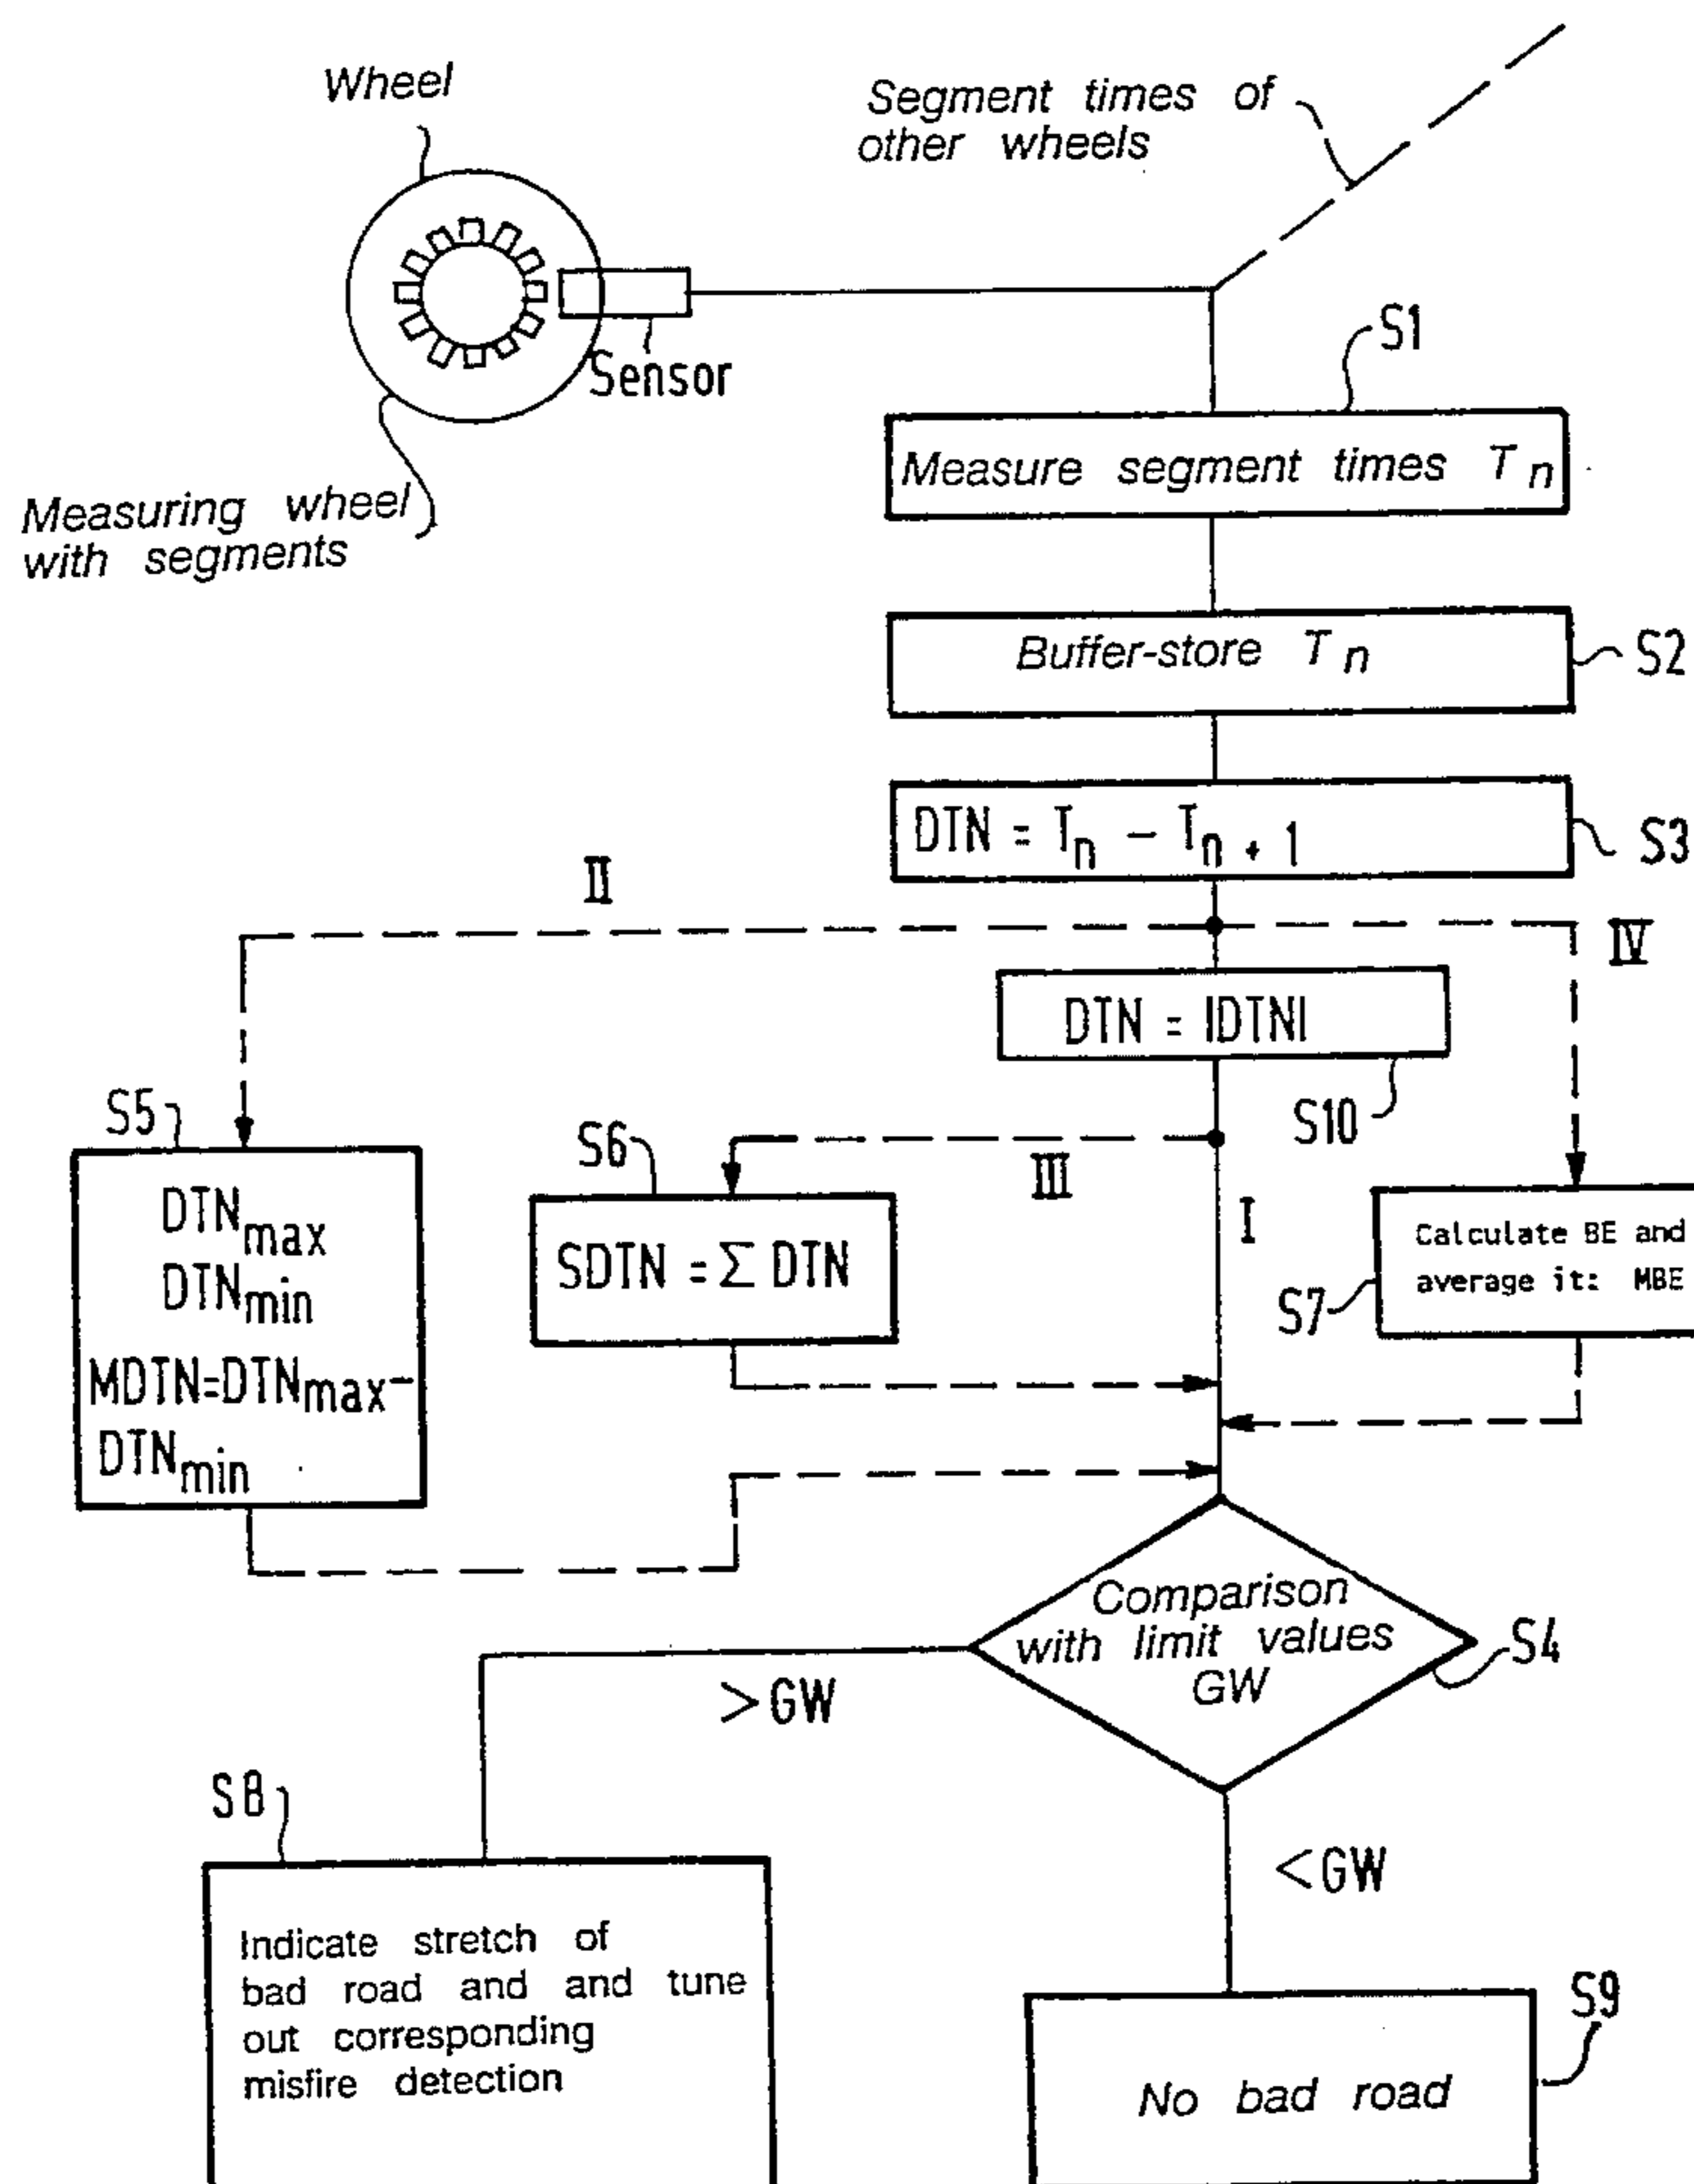 Wheel
Segment times of
other wheels
Sensor
Measuring wheel
with segments
S1
Measure segment times Tn
Buffer-store Tn
S2
DTN = Tn - Tn + 1
S3
II
IV
DTN = |DTN|
S10
S5
DTNmax
DTNmin
MDTN=DTNmax-
DTNmin
S6
III
SDTN = Σ DTN
I
Calculate BE and
average it: MBE
S7
Comparison
with limit values
GW
S4
>GW
<GW
S8
Indicate stretch of
bad road and and tune
out corresponding
misfire detection
S9
No bad road